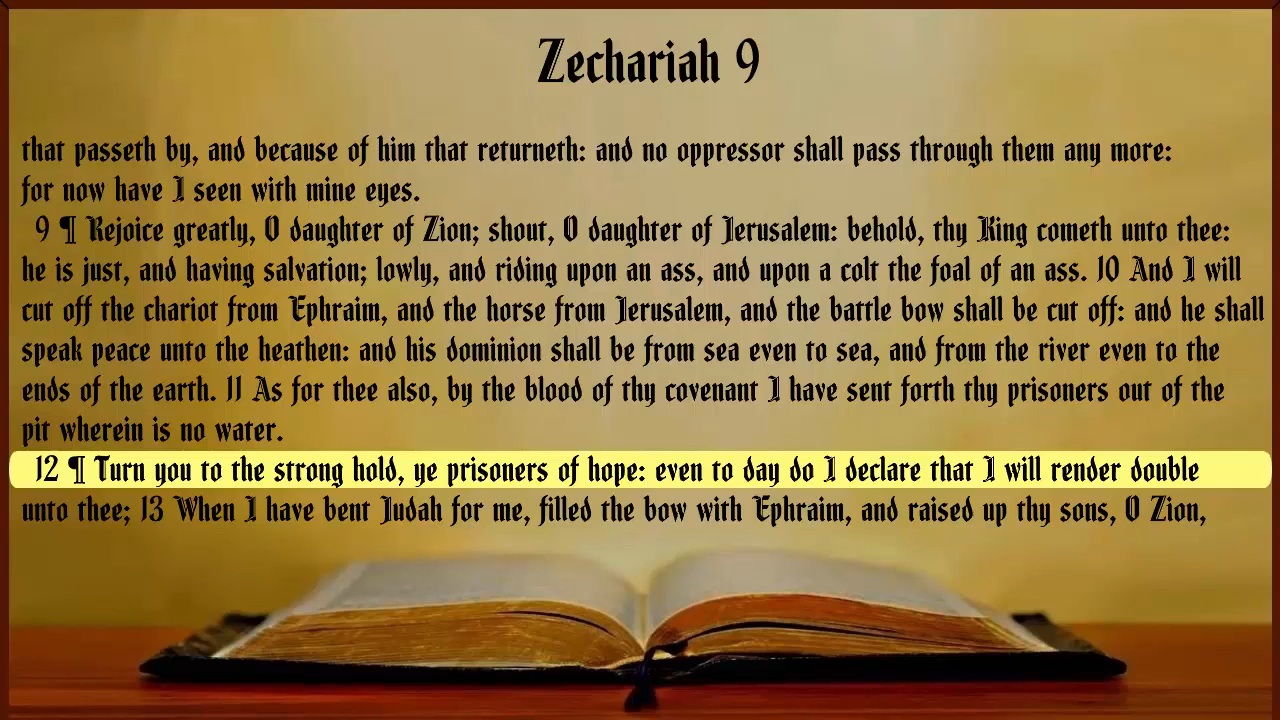 Zechariah 9
that passeth by, and because of him that returneth: and no oppressor shall pass through them any more:
for now have I seen with mine eyes.
9 ¶ Rejoice greatly, O daughter of Zion; shout, O daughter of Jerusalem: behold, thy King cometh unto thee:
he is just, and having salvation; lowly, and riding upon an ass, and upon a colt the foal of an ass. 10 And I will
cut off the chariot from Ephraim, and the horse from Jerusalem, and the battle bow shall be cut off: and he shall
speak peace unto the heathen: and his dominion shall be from sea even to sea, and from the river even to the
ends of the earth. 11 As for thee also, by the blood of thy covenant I have sent forth thy prisoners out of the
pit wherein is no water.
12 ¶ Turn you to the strong hold, ye prisoners of hope: even to day do I declare that I will render double
unto thee; 13 When I have bent Judah for me, filled the bow with Ephraim, and raised up thy sons, O Zion,